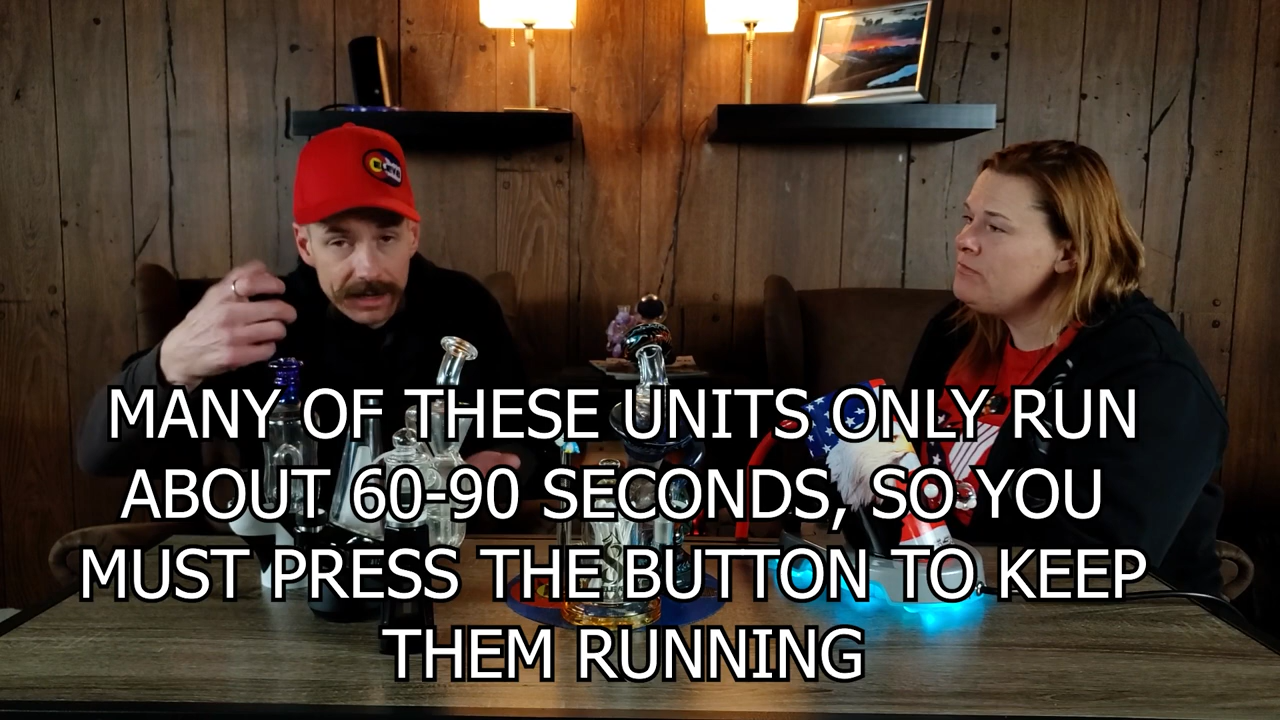 MANY OF THESE UNITS ONLY RUN
ABOUT 60-90 SECONDS, SO YOU
MUST PRESS THE BUTTON TO KEEP
THEM RUNNING